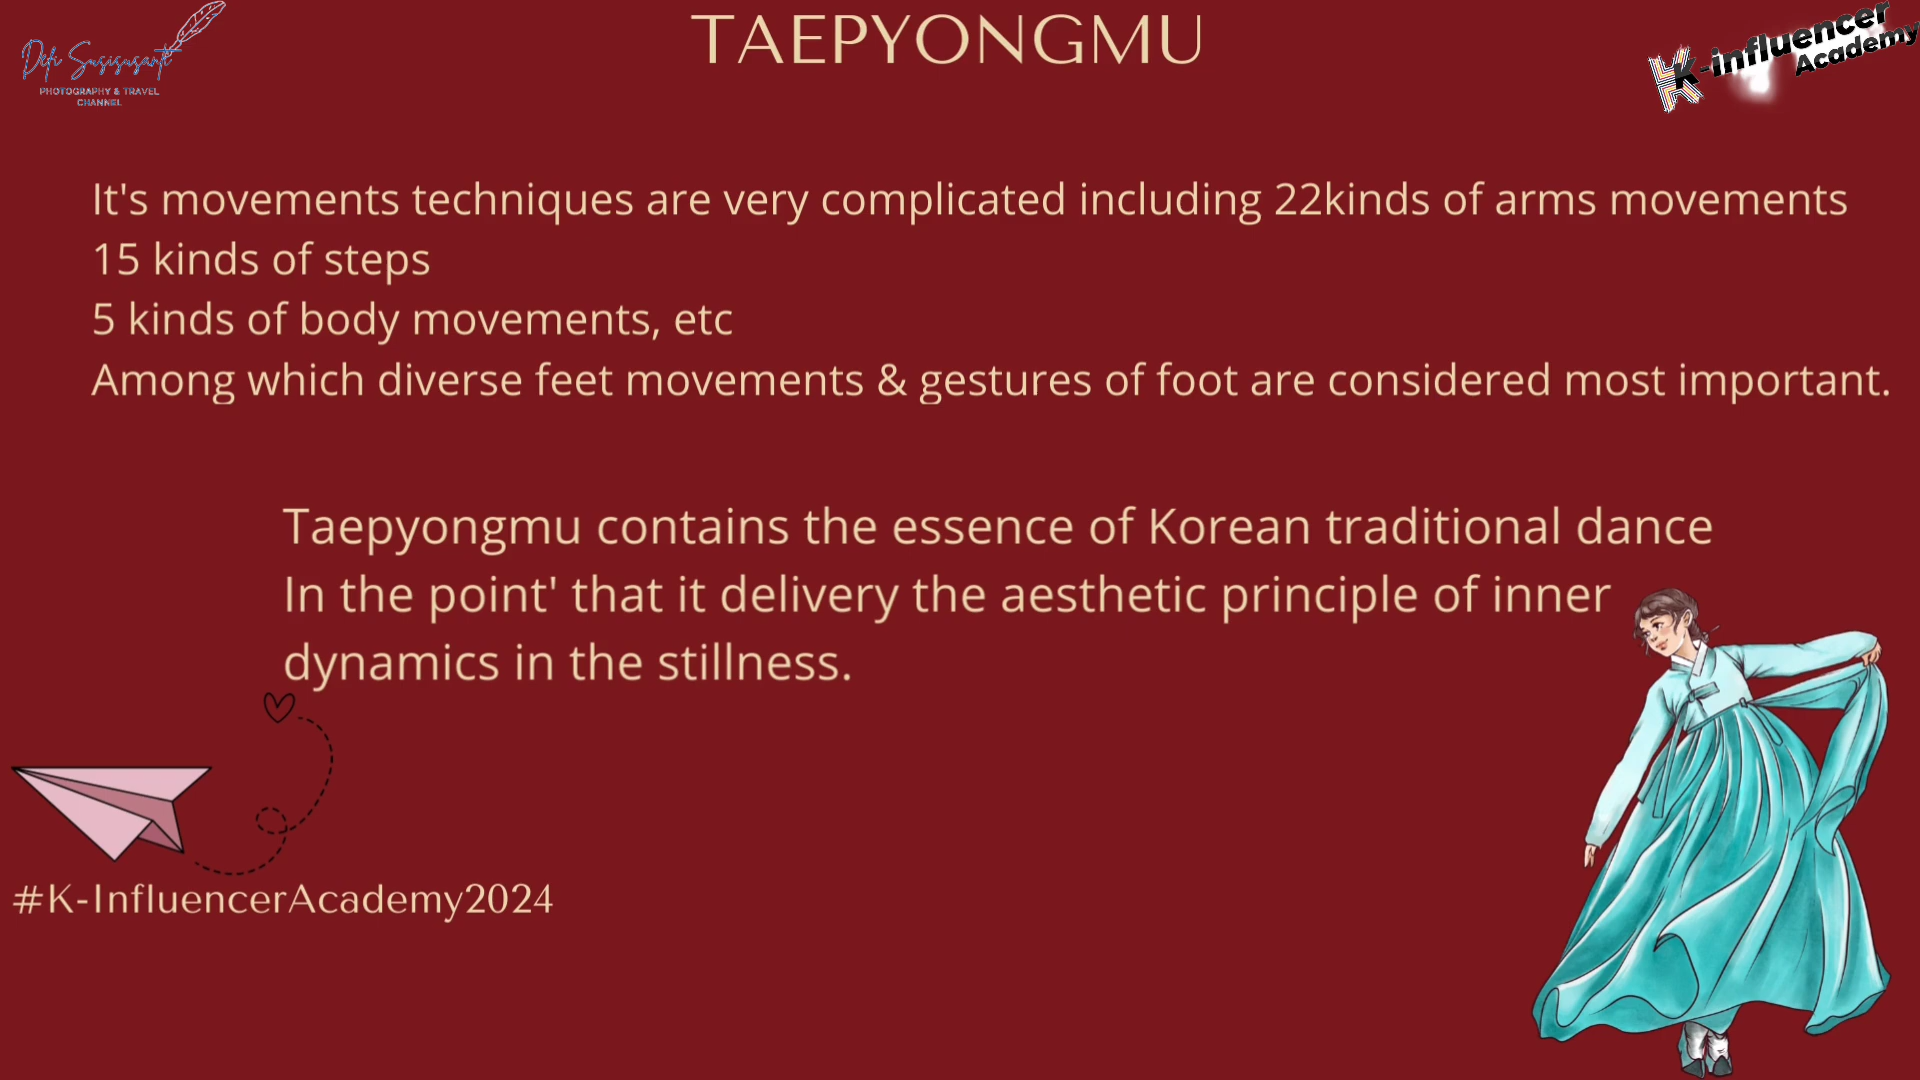 Defi Susisusanti
PHOTOGRAPHY & TRAVEL
CHANNEL
TAEPYONGMU
K-influencer
Academy
It's movements techniques are very complicated including 22kinds of arms movements
15 kinds of steps
5 kinds of body movements, etc
Among which diverse feet movements & gestures of foot are considered most important.
Taepyongmu contains the essence of Korean traditional dance
In the point' that it delivery the aesthetic principle of inner
dynamics in the stillness.
#K-InfluencerAcademy2024